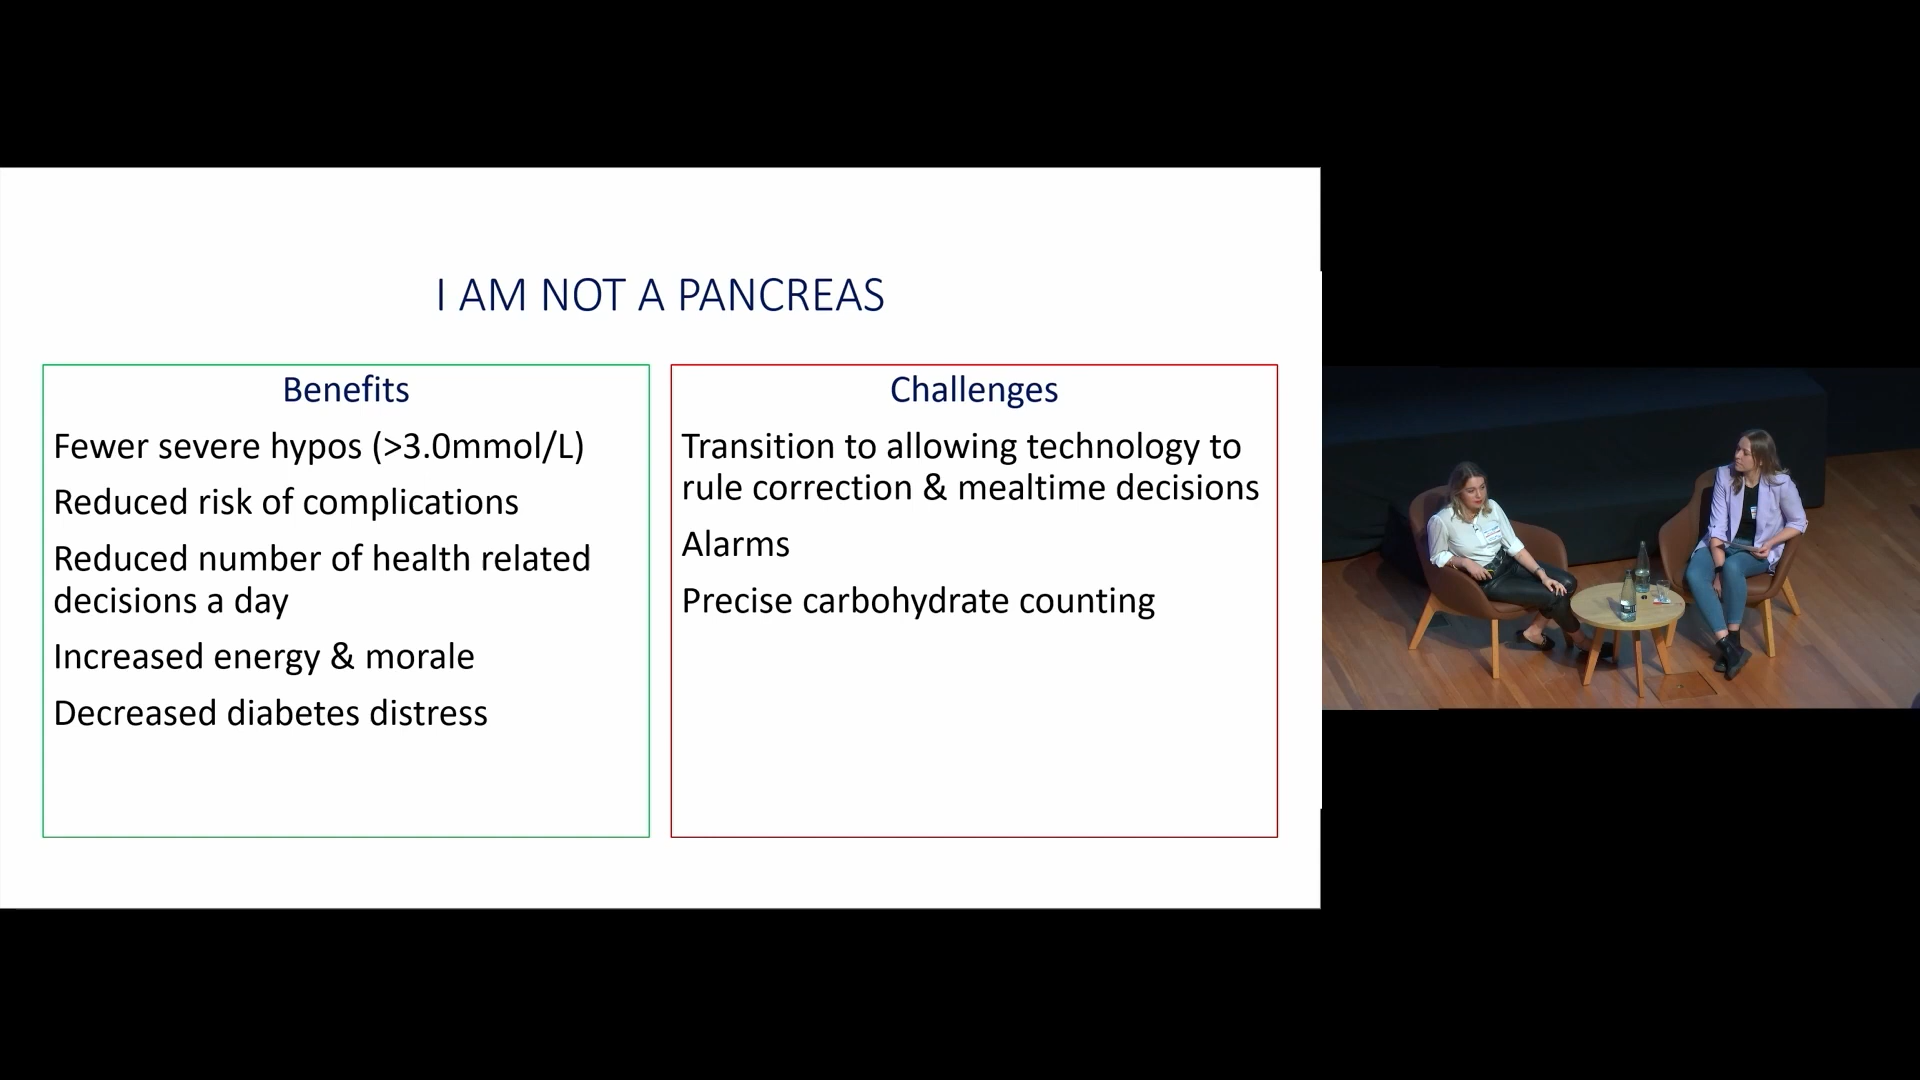 I AM NOT A PANCREAS
Benefits
Fewer severe hypos (>3.0mmol/L)
Reduced risk of complications
Reduced number of health related
decisions a day
Increased energy & morale
Decreased diabetes distress
Challenges
Transition to allowing technology to
rule correction & mealtime decisions
Alarms
Precise carbohydrate counting